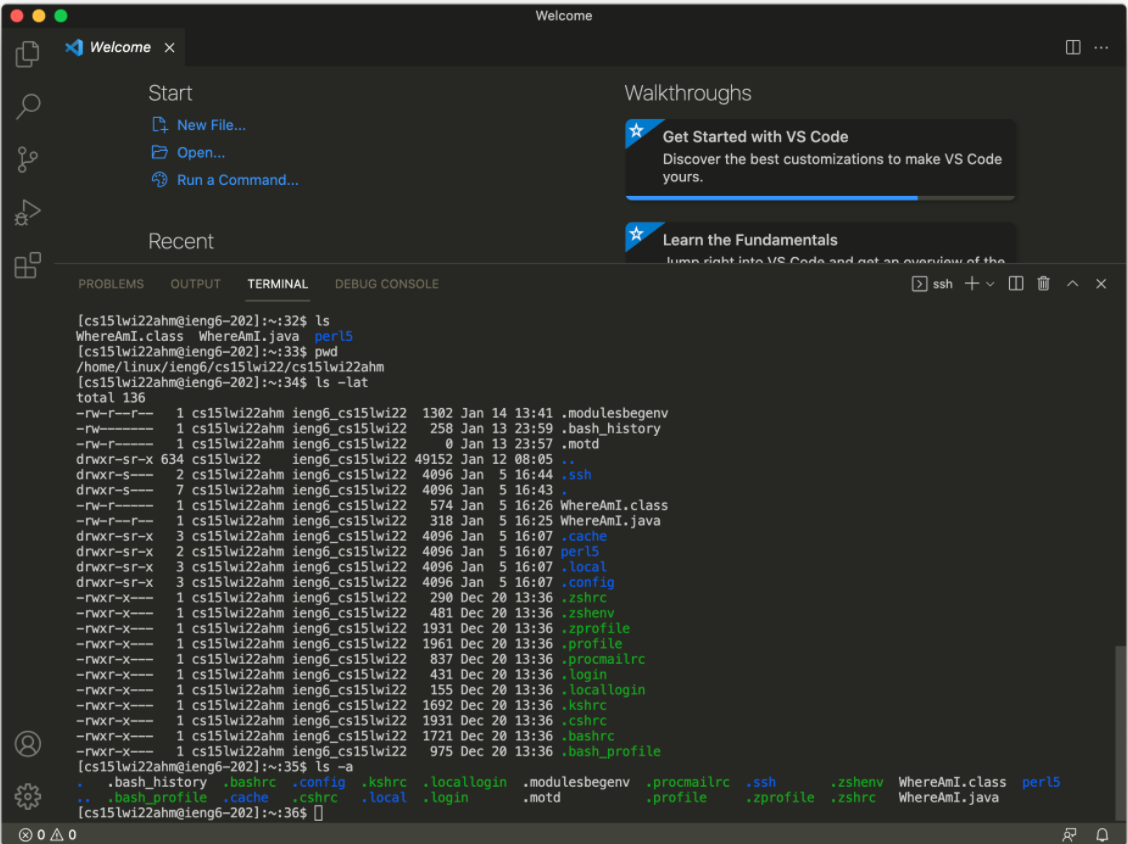 Welcome
Welcome
Start
New File...
Open...
Run a Command...
Recent
Walkthroughs
Get Started with VS Code
Discover the best customizations to make VS Code
yours.
Learn the Fundamentals
Jump right into VS Code and get an overview of the
PROBLEMS OUTPUT TERMINAL DEBUG CONSOLE ssh
[cs15lwi22ahm@ieng6-202]:~:32$ ls
WhereAmI.class  WhereAmI.java  perl5
[cs15lwi22ahm@ieng6-202]:~:33$ pwd
/home/linux/ieng6/cs15lwi22/cs15lwi22ahm
[cs15lwi22ahm@ieng6-202]:~:34$ ls -lat
total 136
-rw-r--r--   1 cs15lwi22ahm ieng6_cs15lwi22  1302 Jan 14 13:41 .modulesbegenv
-rw-------   1 cs15lwi22ahm ieng6_cs15lwi22   258 Jan 13 23:59 .bash_history
-rw-r-----   1 cs15lwi22ahm ieng6_cs15lwi22     0 Jan 13 23:57 .motd
drwxr-sr-x 634 cs15lwi22    ieng6_cs15lwi22 49152 Jan 12 08:05 ..
drwxr-s---   2 cs15lwi22ahm ieng6_cs15lwi22  4096 Jan  5 16:44 .ssh
drwxr-s---   7 cs15lwi22ahm ieng6_cs15lwi22  4096 Jan  5 16:43 .
-rw-r-----   1 cs15lwi22ahm ieng6_cs15lwi22   574 Jan  5 16:26 WhereAmI.class
-rw-r--r--   1 cs15lwi22ahm ieng6_cs15lwi22   318 Jan  5 16:25 WhereAmI.java
drwxr-sr-x   3 cs15lwi22ahm ieng6_cs15lwi22  4096 Jan  5 16:07 .cache
drwxr-sr-x   2 cs15lwi22ahm ieng6_cs15lwi22  4096 Jan  5 16:07 perl5
drwxr-sr-x   3 cs15lwi22ahm ieng6_cs15lwi22  4096 Jan  5 16:07 .local
drwxr-sr-x   3 cs15lwi22ahm ieng6_cs15lwi22  4096 Jan  5 16:07 .config
-rwxr-x---   1 cs15lwi22ahm ieng6_cs15lwi22   290 Dec 20 13:36 .zshrc
-rwxr-x---   1 cs15lwi22ahm ieng6_cs15lwi22   481 Dec 20 13:36 .zshenv
-rwxr-x---   1 cs15lwi22ahm ieng6_cs15lwi22  1931 Dec 20 13:36 .zprofile
-rwxr-x---   1 cs15lwi22ahm ieng6_cs15lwi22  1961 Dec 20 13:36 .profile
-rwxr-x---   1 cs15lwi22ahm ieng6_cs15lwi22   837 Dec 20 13:36 .procmailrc
-rwxr-x---   1 cs15lwi22ahm ieng6_cs15lwi22   431 Dec 20 13:36 .login
-rwxr-x---   1 cs15lwi22ahm ieng6_cs15lwi22   155 Dec 20 13:36 .locallogin
-rwxr-x---   1 cs15lwi22ahm ieng6_cs15lwi22  1692 Dec 20 13:36 .kshrc
-rwxr-x---   1 cs15lwi22ahm ieng6_cs15lwi22  1931 Dec 20 13:36 .cshrc
-rwxr-x---   1 cs15lwi22ahm ieng6_cs15lwi22  1721 Dec 20 13:36 .bashrc
-rwxr-x---   1 cs15lwi22ahm ieng6_cs15lwi22   975 Dec 20 13:36 .bash_profile
[cs15lwi22ahm@ieng6-202]:~:35$ ls -a
.   .bash_history  .bashrc  .config  .kshrc  .locallogin  .modulesbegenv  .procmailrc  .ssh       .zshenv  WhereAmI.class  perl5
..  .bash_profile  .cache   .cshrc   .local  .login       .motd           .profile     .zprofile  .zshrc   WhereAmI.java
[cs15lwi22ahm@ieng6-202]:~:36$
0 0